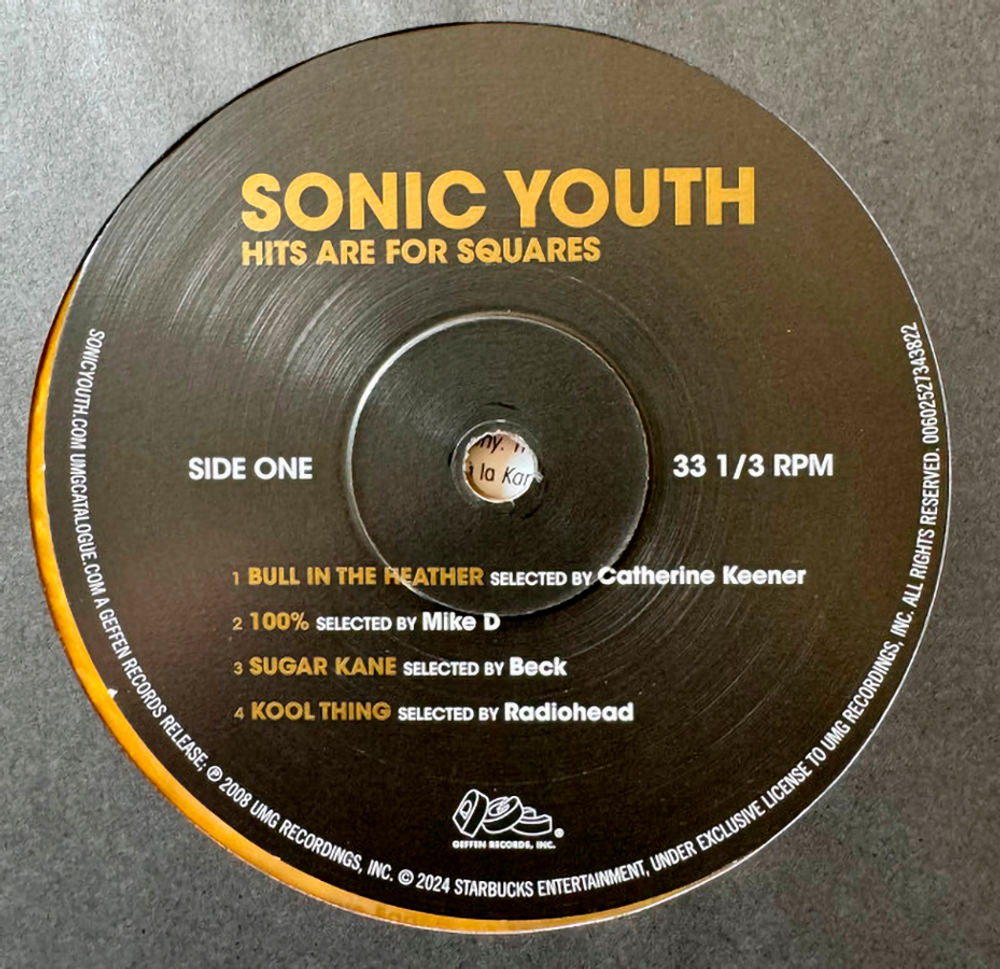 SONIC YOUTH
HITS ARE FOR SQUARES
SIDE ONE
33 1/3 RPM
1 BULL IN THE HEATHER SELECTED BY Catherine Keener
2 100% SELECTED BY Mike D
3 SUGAR KANE SELECTED BY Beck
4 KOOL THING SELECTED BY Radiohead
GEFFEN RECORDS, INC.
SONICYOUTH.COM UMGCATALOGUE.COM A GEFFEN RECORDS RELEASE; ℗ 2008 UMG RECORDINGS, INC. © 2024 STARBUCKS ENTERTAINMENT, UNDER EXCLUSIVE LICENSE TO UMG RECORDINGS, INC. ALL RIGHTS RESERVED. 00602527343822